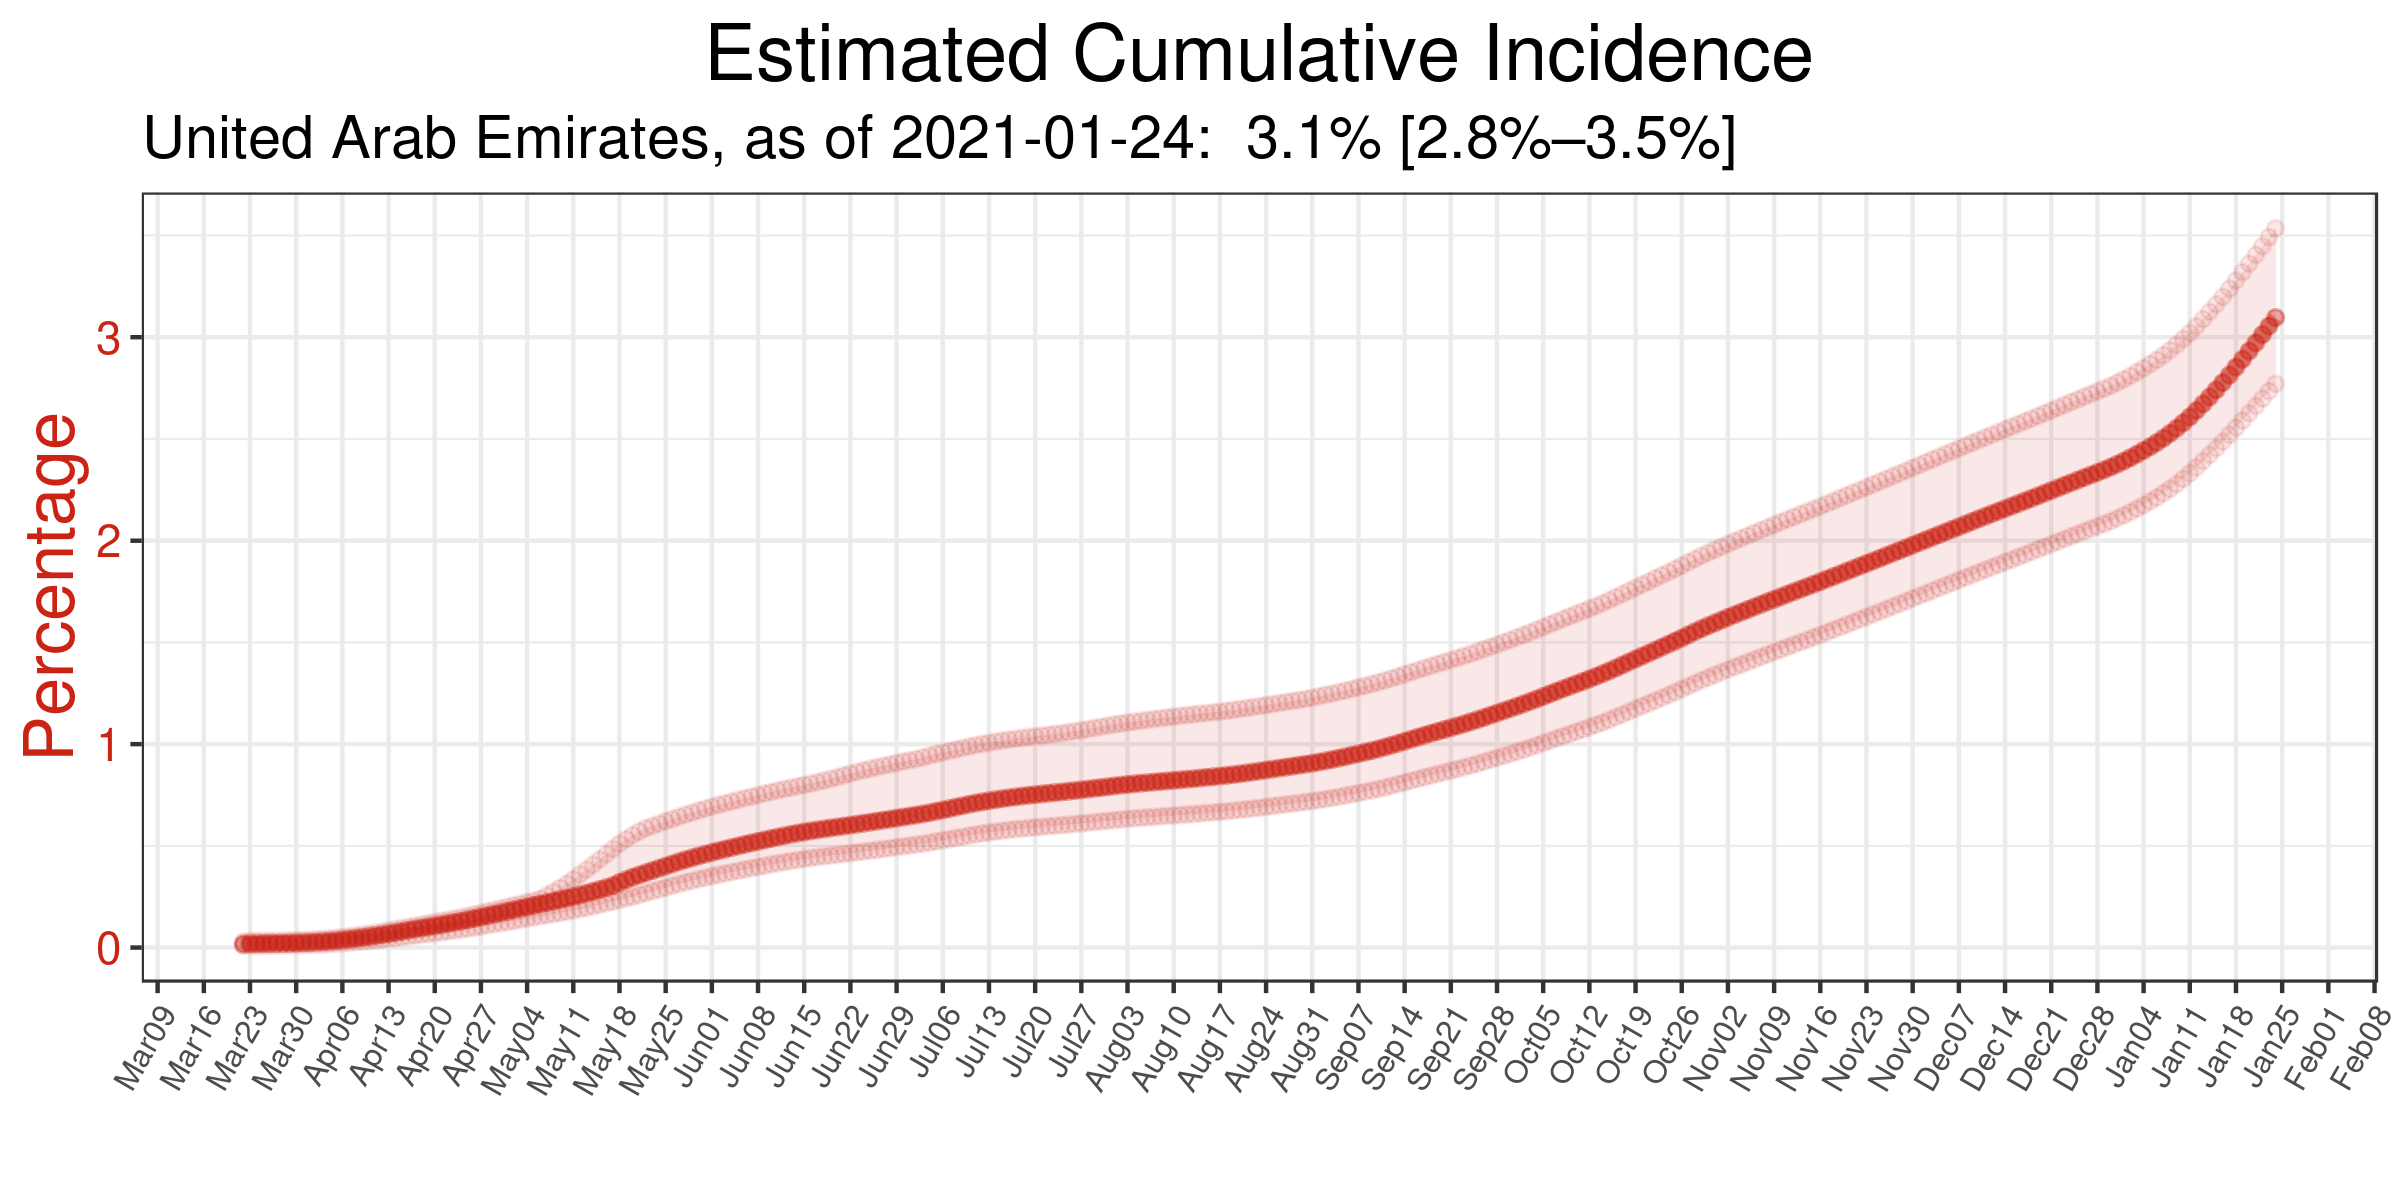 Estimated Cumulative Incidence
United Arab Emirates, as of 2021-01-24:  3.1% [2.8%–3.5%]
Percentage
3
2
1
0
Mar09
Mar16
Mar23
Mar30
Apr06
Apr13
Apr20
Apr27
May04
May11
May18
May25
Jun01
Jun08
Jun15
Jun22
Jun29
Jul06
Jul13
Jul20
Jul27
Aug03
Aug10
Aug17
Aug24
Aug31
Sep07
Sep14
Sep21
Sep28
Oct05
Oct12
Oct19
Oct26
Nov02
Nov09
Nov16
Nov23
Nov30
Dec07
Dec14
Dec21
Dec28
Jan04
Jan11
Jan18
Jan25
Feb01
Feb08